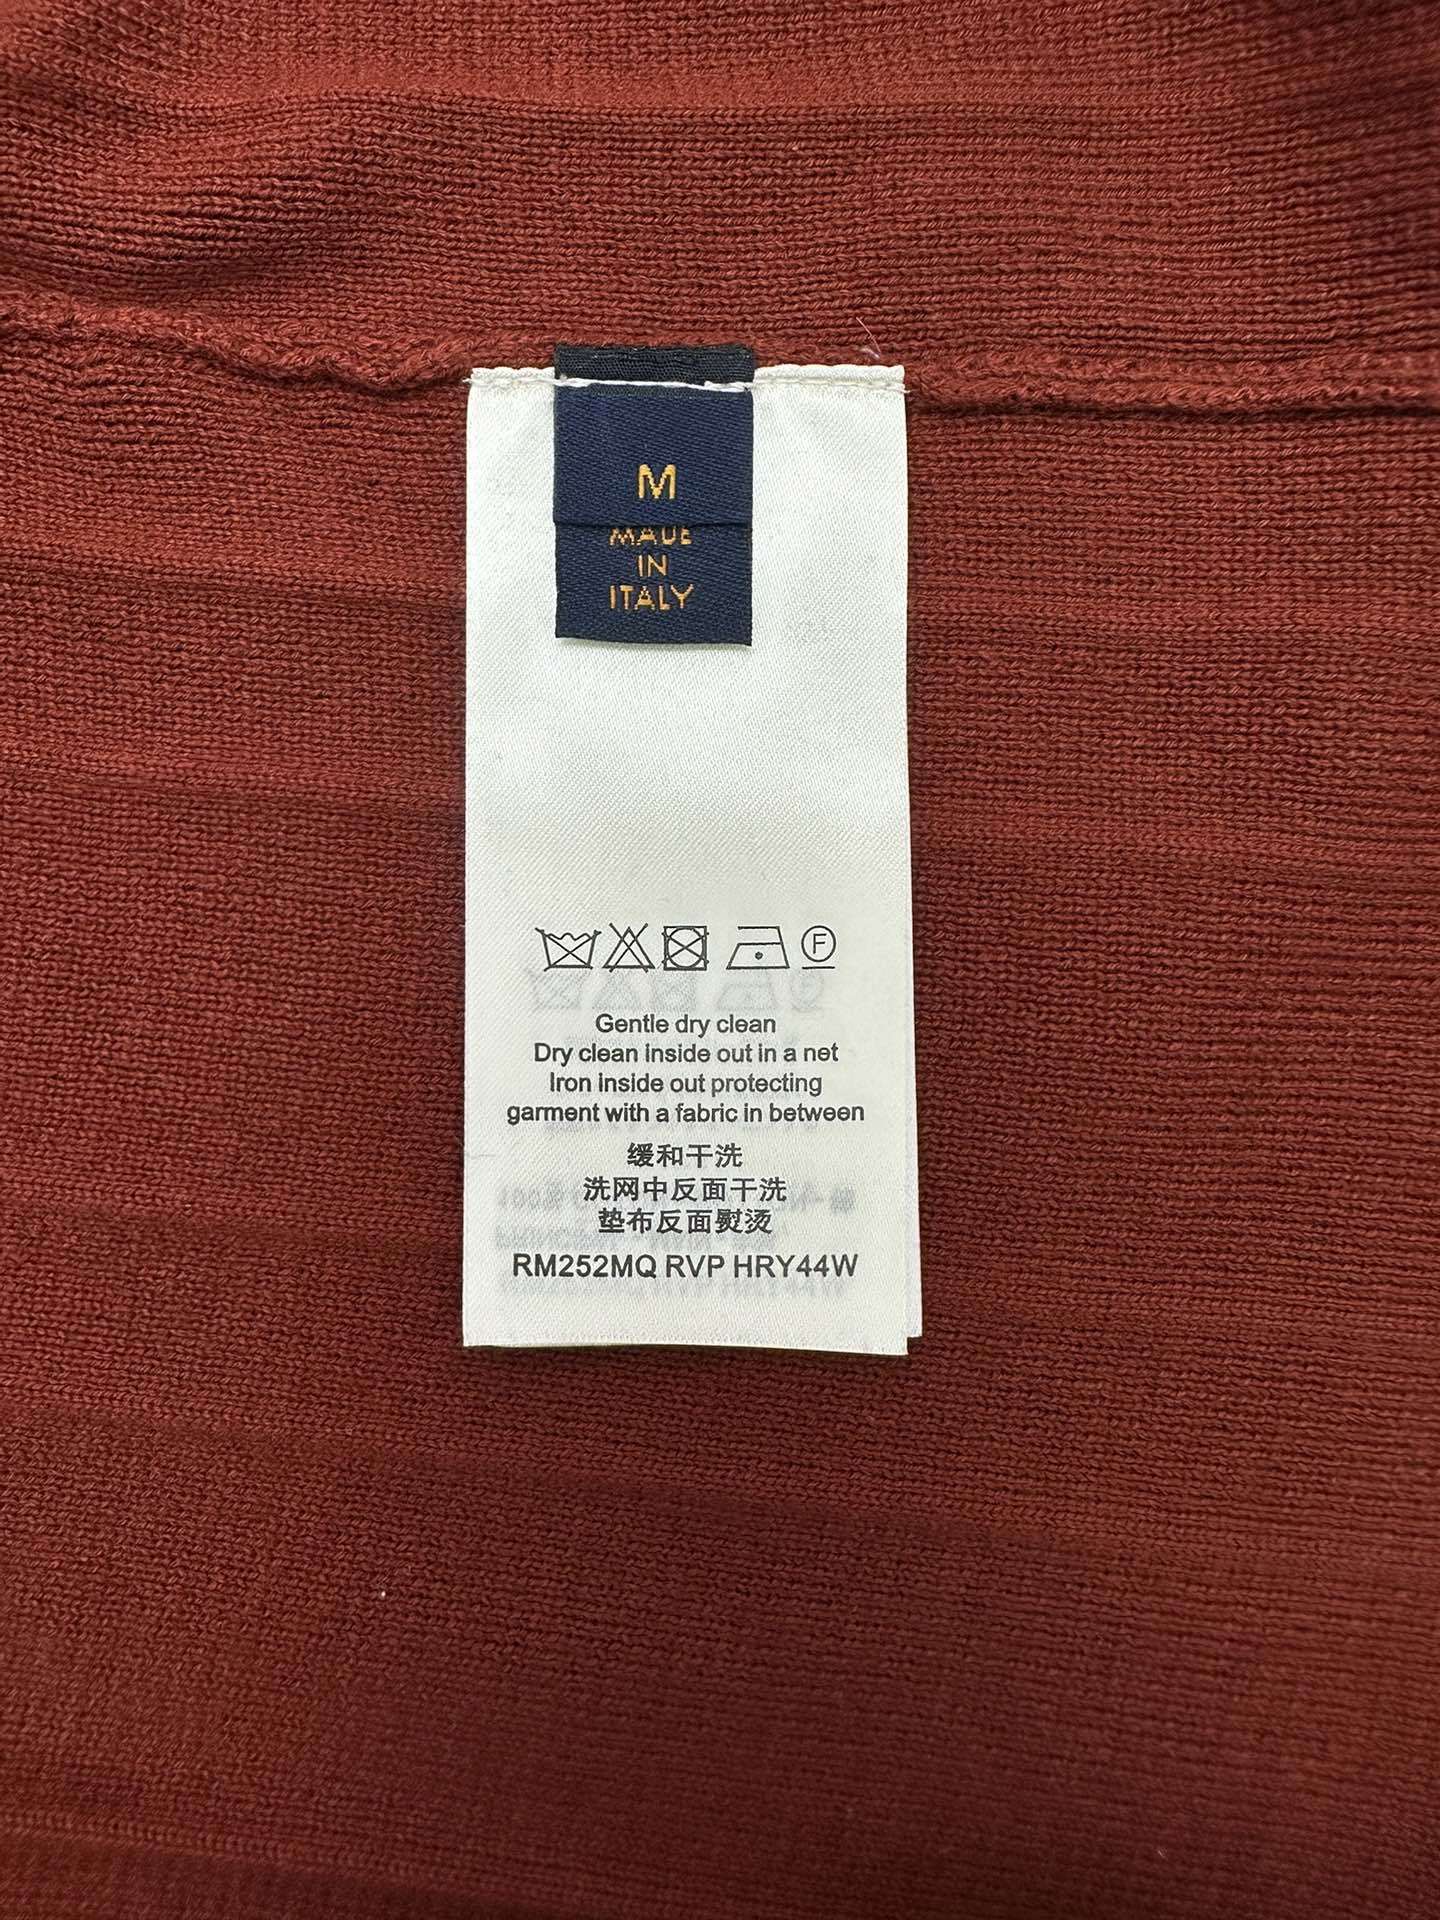 M
MADE
IN
ITALY
F
Gentle dry clean
Dry clean inside out in a net
Iron inside out protecting
garment with a fabric in between
缓和干洗
洗网中反面干洗
垫布反面熨烫
RM252MQ RVP HRY44W